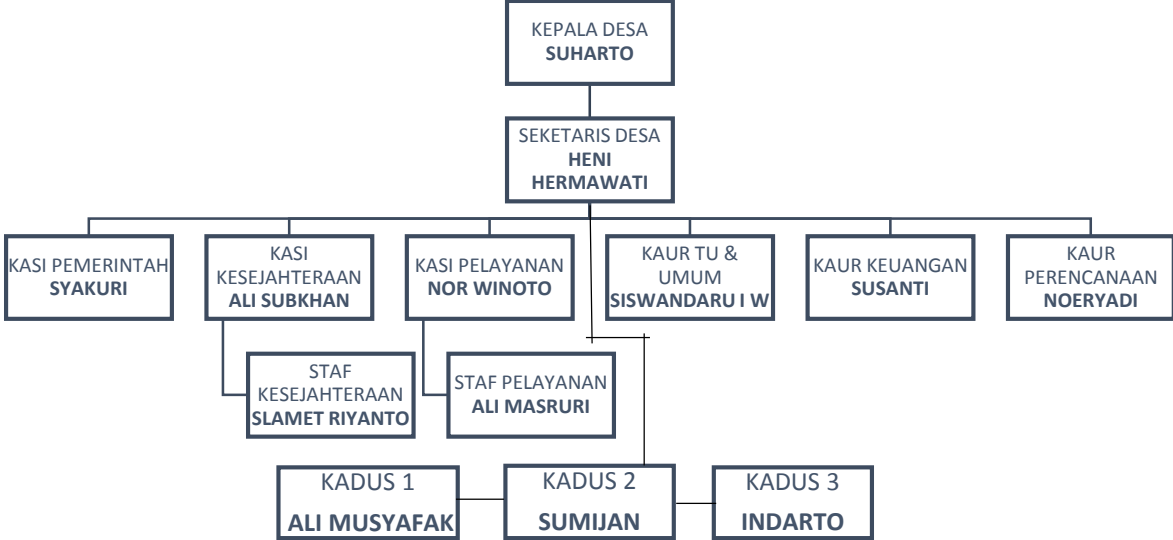 KEPALA DESA
SUHARTO
SEKETARIS DESA
HENI
HERMAWATI
KASI PEMERINTAH
SYAKURI
KASI
KESEJAHTERAAN
ALI SUBKHAN
KASI PELAYANAN
NOR WINOTO
KAUR TU &
UMUM
SISWANDARU I W
KAUR KEUANGAN
SUSANTI
KAUR
PERENCANAAN
NOERYADI
STAF
KESEJAHTERAAN
SLAMET RIYANTO
STAF PELAYANAN
ALI MASRURI
KADUS 1
ALI MUSYAFAK
KADUS 2
SUMIJAN
KADUS 3
INDARTO